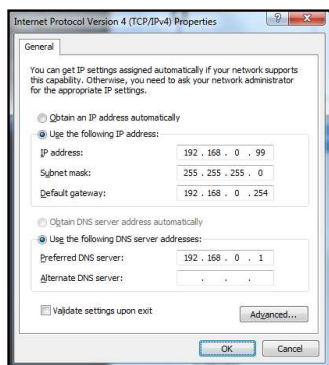 Internet Protocol Version 4 (TCP/IPv4) Properties
General
You can get IP settings assigned automatically if your network supports
this capability. Otherwise, you need to ask your network administrator
for the appropriate IP settings.
Obtain an IP address automatically
Use the following IP address:
IP address: 192 . 168 . 0 . 99
Subnet mask: 255 . 255 . 255 . 0
Default gateway: 192 . 168 . 0 . 254
Obtain DNS server address automatically
Use the following DNS server addresses:
Preferred DNS server: 192 . 168 . 0 . 1
Alternate DNS server: . . .
Validate settings upon exit
Advanced...
OK Cancel